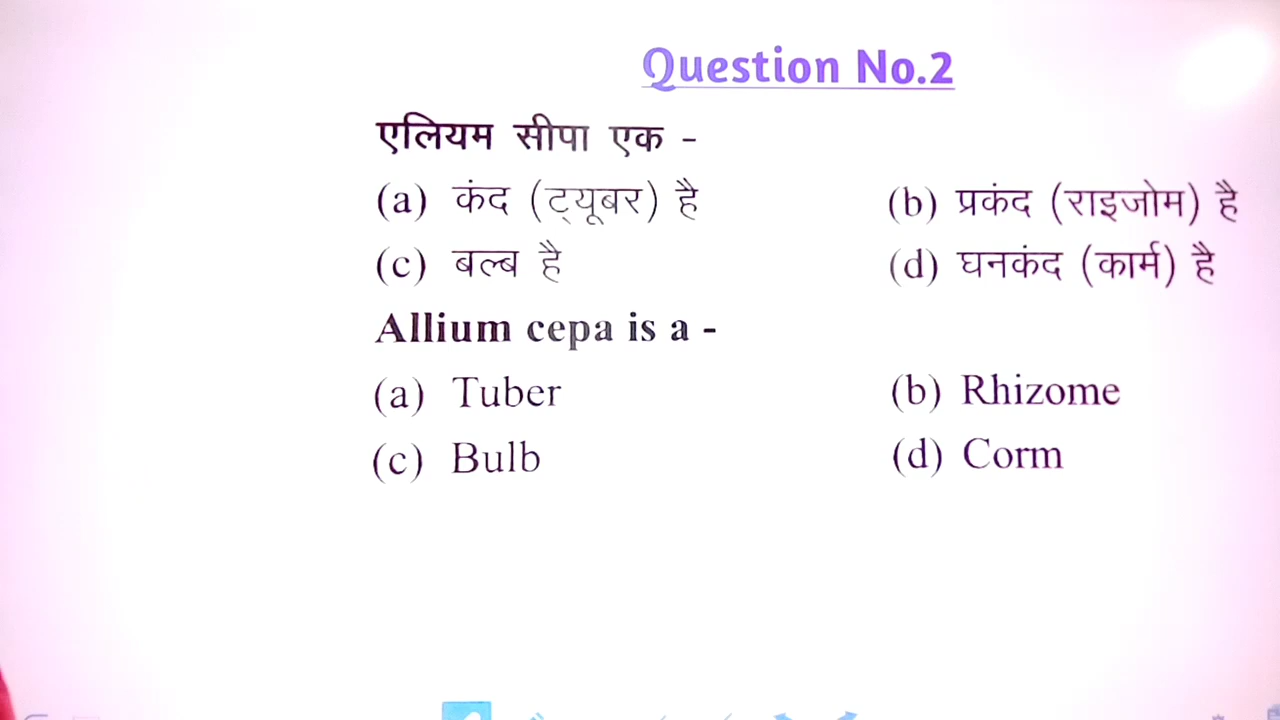 Question No.2
एलियम सीपा एक -
(a) कंद (ट्यूबर) है (b) प्रकंद (राइजोम) है
(c) बल्ब है (d) घनकंद (कार्म) है
Allium cepa is a -
(a) Tuber (b) Rhizome
(c) Bulb (d) Corm